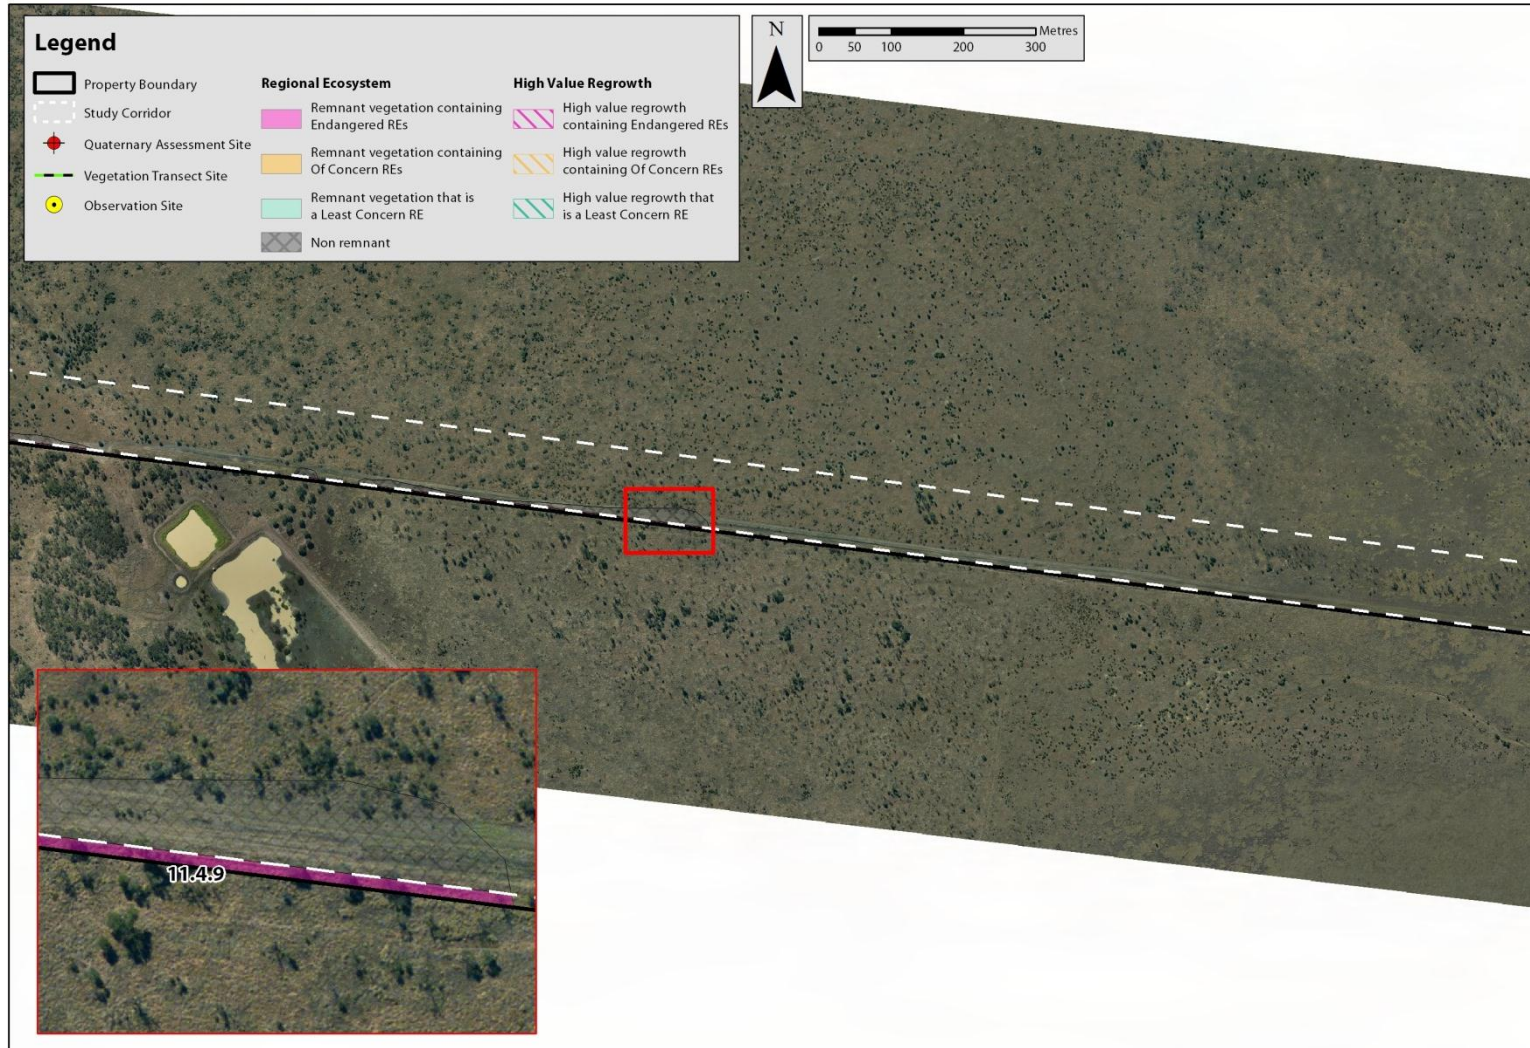 Legend
Property Boundary
Study Corridor
Quaternary Assessment Site
Vegetation Transect Site
Observation Site
Regional Ecosystem
Remnant vegetation containing
Endangered REs
Remnant vegetation containing
Of Concern REs
Remnant vegetation that is
a Least Concern RE
Non remnant
High Value Regrowth
High value regrowth
containing Endangered REs
High value regrowth
containing Of Concern REs
High value regrowth that
is a Least Concern RE
N
Metres
0 50 100 200 300
11.4.9